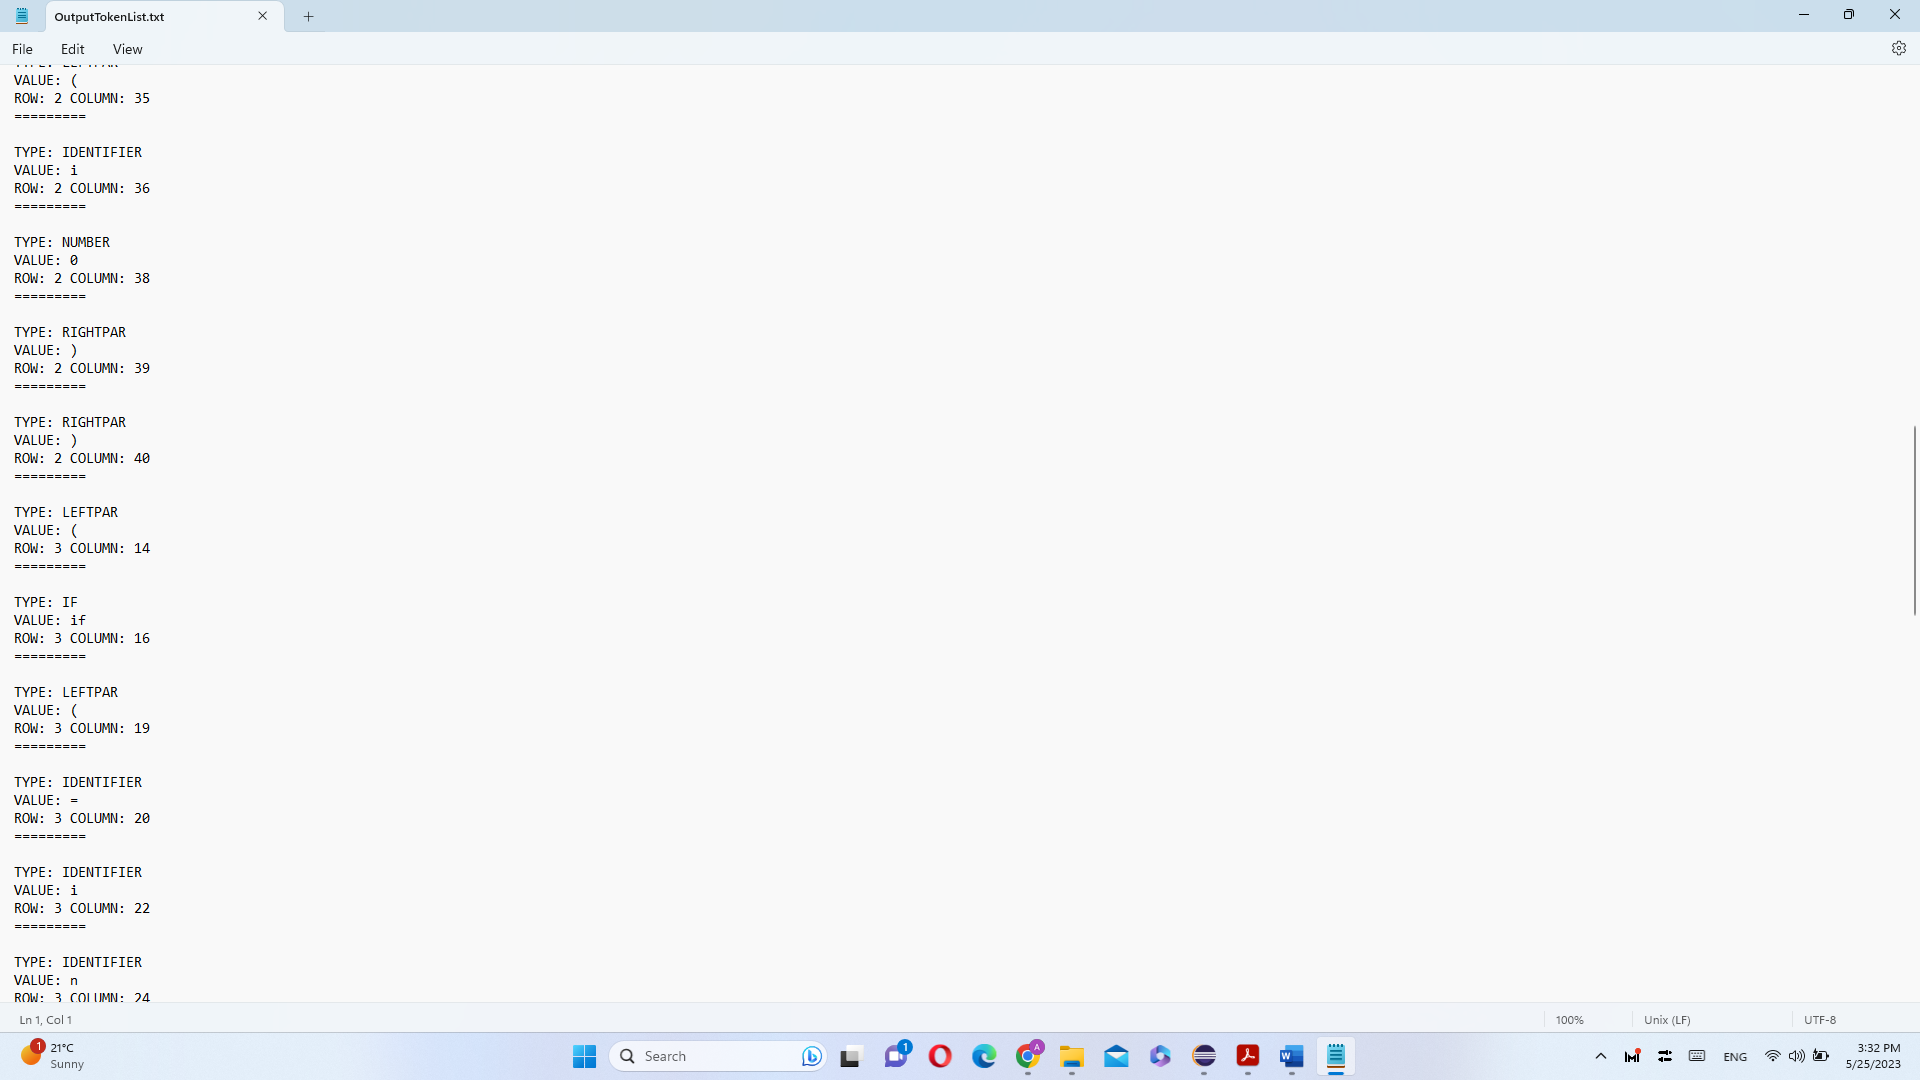 OutputTokenList.txt
File Edit View
TYPE: LEFTPAR
VALUE: (
ROW: 2 COLUMN: 35
=========
TYPE: IDENTIFIER
VALUE: i
ROW: 2 COLUMN: 36
=========
TYPE: NUMBER
VALUE: 0
ROW: 2 COLUMN: 38
=========
TYPE: RIGHTPAR
VALUE: )
ROW: 2 COLUMN: 39
=========
TYPE: RIGHTPAR
VALUE: )
ROW: 2 COLUMN: 40
=========
TYPE: LEFTPAR
VALUE: (
ROW: 3 COLUMN: 14
=========
TYPE: IF
VALUE: if
ROW: 3 COLUMN: 16
=========
TYPE: LEFTPAR
VALUE: (
ROW: 3 COLUMN: 19
=========
TYPE: IDENTIFIER
VALUE: =
ROW: 3 COLUMN: 20
=========
TYPE: IDENTIFIER
VALUE: i
ROW: 3 COLUMN: 22
=========
TYPE: IDENTIFIER
VALUE: n
ROW: 3 COLUMN: 24
Ln 1, Col 1
100%
Unix (LF)
UTF-8
1
21°C
Sunny
Search
1
A
W
ENG
3:32 PM
5/25/2023